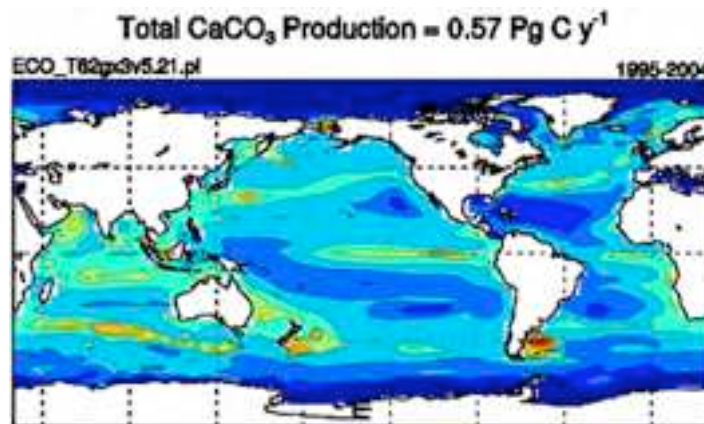 Total CaCO₃ Production = 0.57 Pg C y⁻¹
ECO_T62gx3v5.21.pl 1995-2004